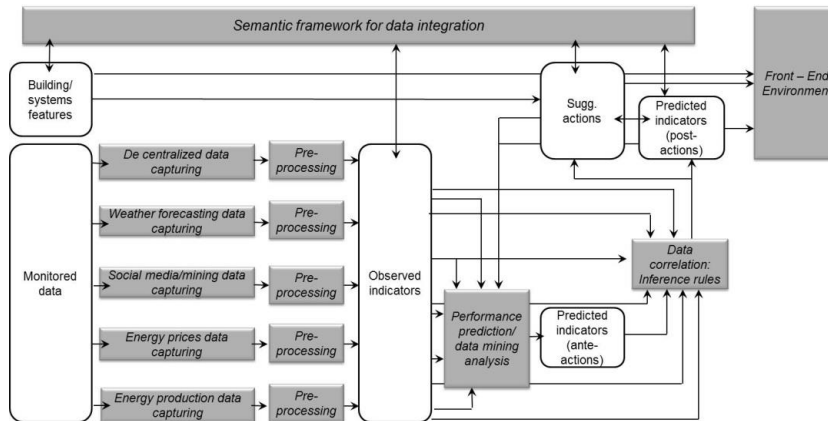 Semantic framework for data integration
Building/
systems
features
Sugg.
actions
Predicted
indicators
(post-
actions)
Front – End
Environment
Monitored
data
De centralized data
capturing
Pre-
processing
Weather forecasting data
capturing
Pre-
processing
Social media/mining data
capturing
Pre-
processing
Energy prices data
capturing
Pre-
processing
Energy production data
capturing
Pre-
processing
Observed
indicators
Performance
prediction/
data mining
analysis
Predicted
indicators
(ante-
actions)
Data
correlation:
Inference rules